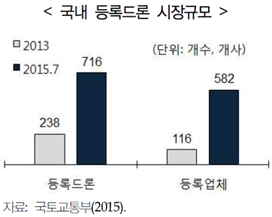 < 국내 등록드론 시장규모 >
2013
2015.7
(단위: 개수, 개사)
716
582
238
116
등록드론
등록업체
자료: 국토교통부(2015).